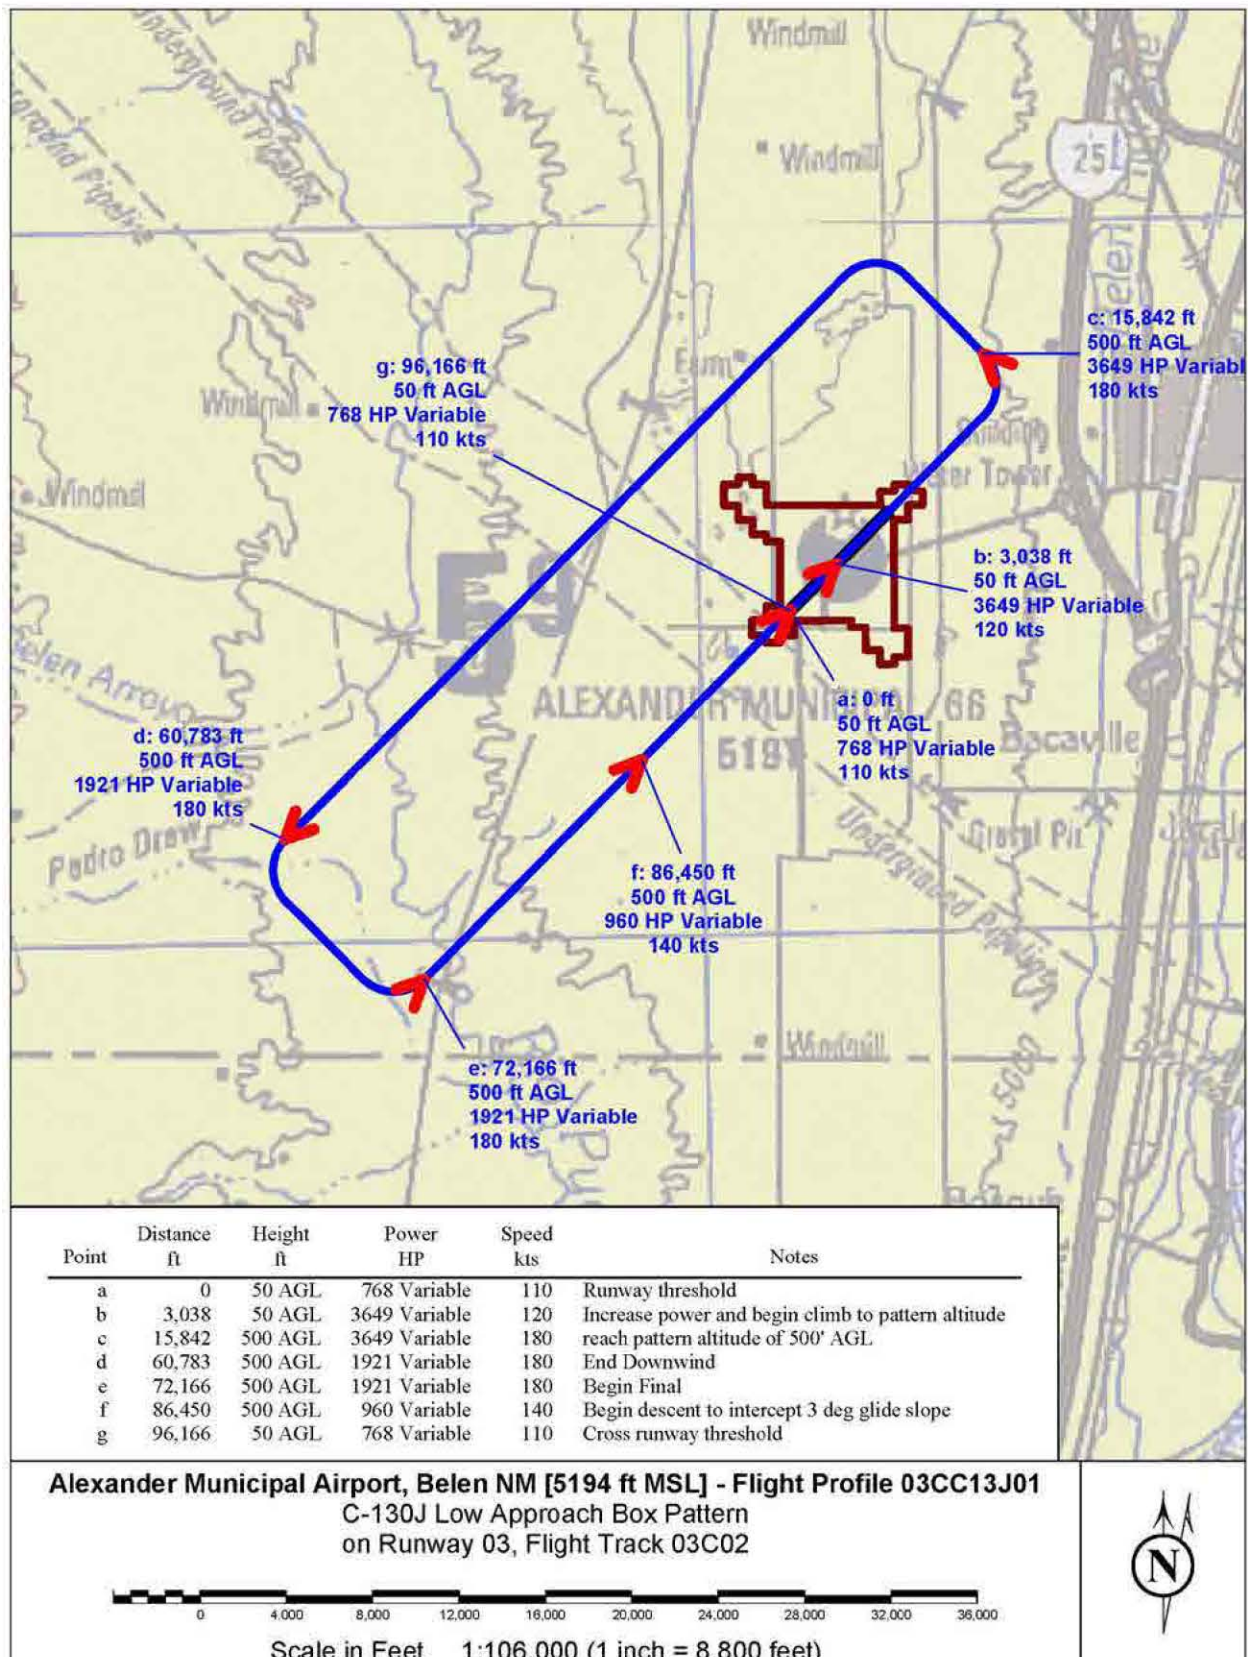 Windmill
Underground Pipeline
Windmill
25
c: 15,842 ft
500 ft AGL
3649 HP Variabl
180 kts
g: 96,166 ft
50 ft AGL
768 HP Variable
110 kts
Windmill
Windmill
Water Tower
b: 3,038 ft
50 ft AGL
3649 HP Variable
120 kts
59
ALEXANDER MUNICIPAL 66
a: 0 ft
50 ft AGL
768 HP Variable
110 kts
Bacaville
d: 60,783 ft
500 ft AGL
1921 HP Variable
180 kts
Pedro Draw
Gravel Pit
Underground Pipeline
f: 86,450 ft
500 ft AGL
960 HP Variable
140 kts
Windmill
e: 72,166 ft
500 ft AGL
1921 HP Variable
180 kts
Point Distance ft Height ft Power HP Speed kts Notes
a 0 50 AGL 768 Variable 110 Runway threshold
b 3,038 50 AGL 3649 Variable 120 Increase power and begin climb to pattern altitude
c 15,842 500 AGL 3649 Variable 180 reach pattern altitude of 500' AGL
d 60,783 500 AGL 1921 Variable 180 End Downwind
e 72,166 500 AGL 1921 Variable 180 Begin Final
f 86,450 500 AGL 960 Variable 140 Begin descent to intercept 3 deg glide slope
g 96,166 50 AGL 768 Variable 110 Cross runway threshold
Alexander Municipal Airport, Belen NM [5194 ft MSL] - Flight Profile 03CC13J01
C-130J Low Approach Box Pattern
on Runway 03, Flight Track 03C02
N
0 4,000 8,000 12,000 16,000 20,000 24,000 28,000 32,000 36,000
Scale in Feet 1:106,000 (1 inch = 8,800 feet)